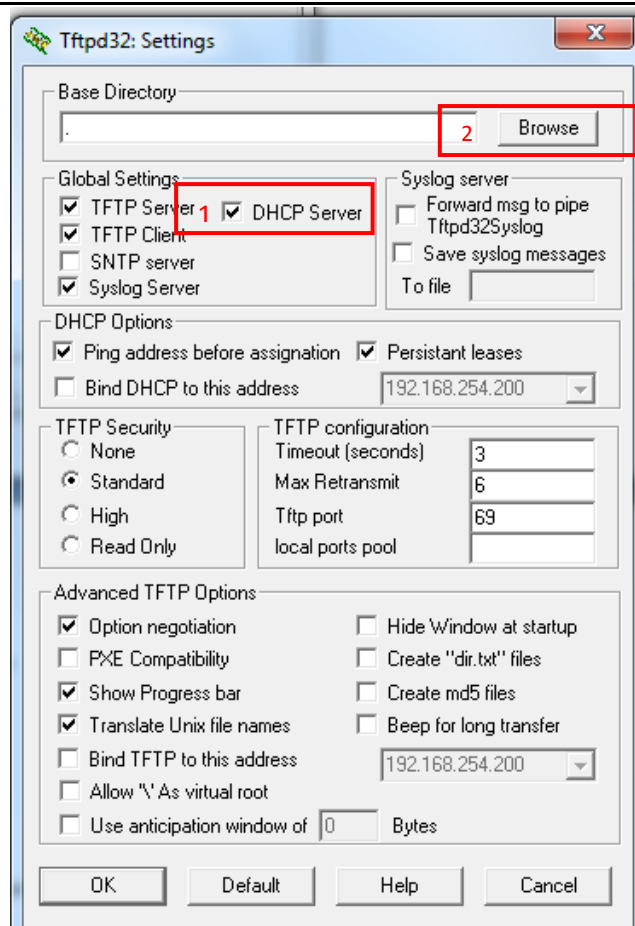 Tftpd32: Settings
Base Directory
.
2 Browse
Global Settings
TFTP Server
1 DHCP Server
TFTP Client
SNTP server
Syslog Server
Syslog server
Forward msg to pipe
Tftpd32Syslog
Save syslog messages
To file
DHCP Options
Ping address before assignation
Persistant leases
Bind DHCP to this address
192.168.254.200
TFTP Security
None
Standard
High
Read Only
TFTP configuration
Timeout (seconds) 3
Max Retransmit 6
Tftp port 69
local ports pool
Advanced TFTP Options
Option negotiation
PXE Compatibility
Show Progress bar
Translate Unix file names
Bind TFTP to this address
Allow '\' As virtual root
Use anticipation window of 0 Bytes
Hide Window at startup
Create "dir.txt" files
Create md5 files
Beep for long transfer
192.168.254.200
OK Default Help Cancel